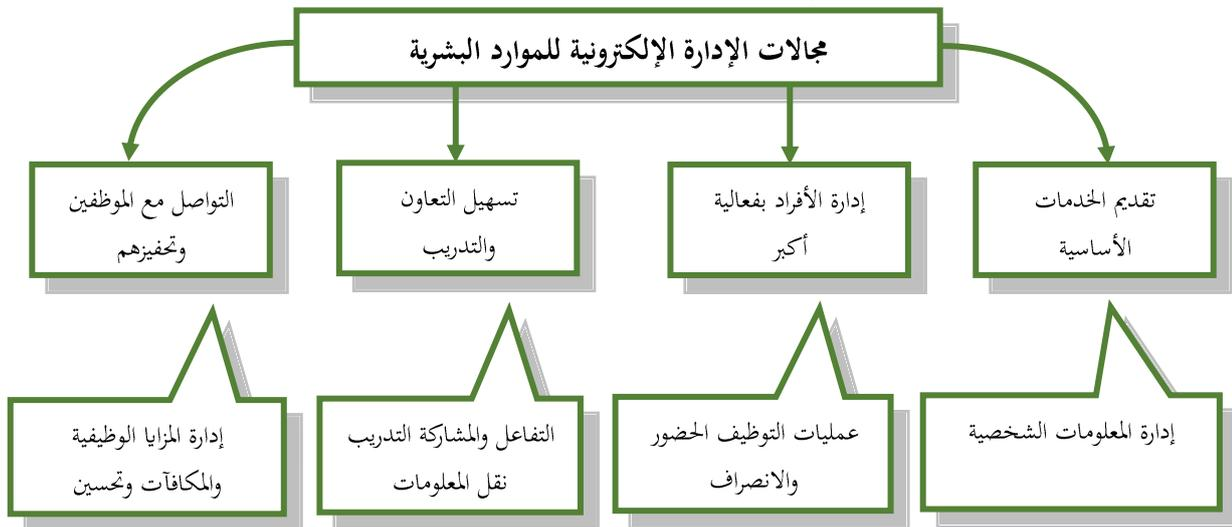 مجالات الإدارة الإلكترونية للموارد البشرية
تقديم الخدمات
الأساسية
إدارة الأفراد بفعالية
أكبر
تسهيل التعاون
والتدريب
التواصل مع الموظفين
وتحفيزهم
إدارة المعلومات الشخصية
عمليات التوظيف الحضور
والانصراف
التفاعل والمشاركة التدريب
نقل المعلومات
إدارة المزايا الوظيفية
والمكافآت وتحسين